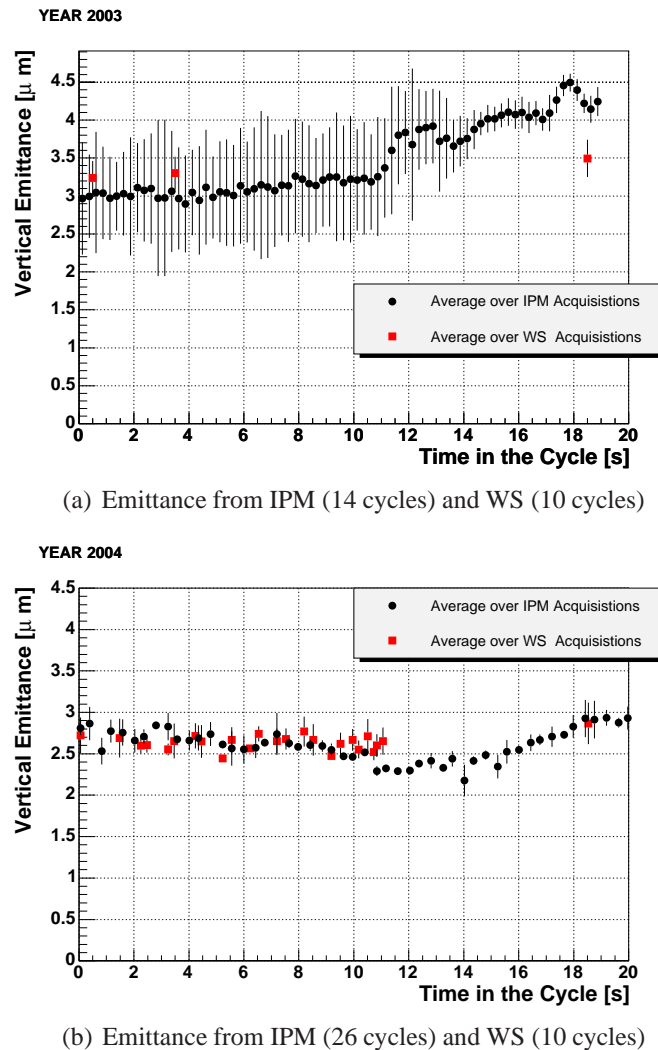 YEAR 2003
Vertical Emittance [μ m]
4.5
4
3.5
3
2.5
2
1.5
1
0.5
0
Average over IPM Acquisistions
Average over WS Acquisistions
0 2 4 6 8 10 12 14 16 18 20
Time in the Cycle [s]
(a) Emittance from IPM (14 cycles) and WS (10 cycles)
YEAR 2004
Vertical Emittance [μ m]
4.5
4
3.5
3
2.5
2
1.5
1
0.5
0
Average over IPM Acquisistions
Average over WS Acquisistions
0 2 4 6 8 10 12 14 16 18 20
Time in the Cycle [s]
(b) Emittance from IPM (26 cycles) and WS (10 cycles)